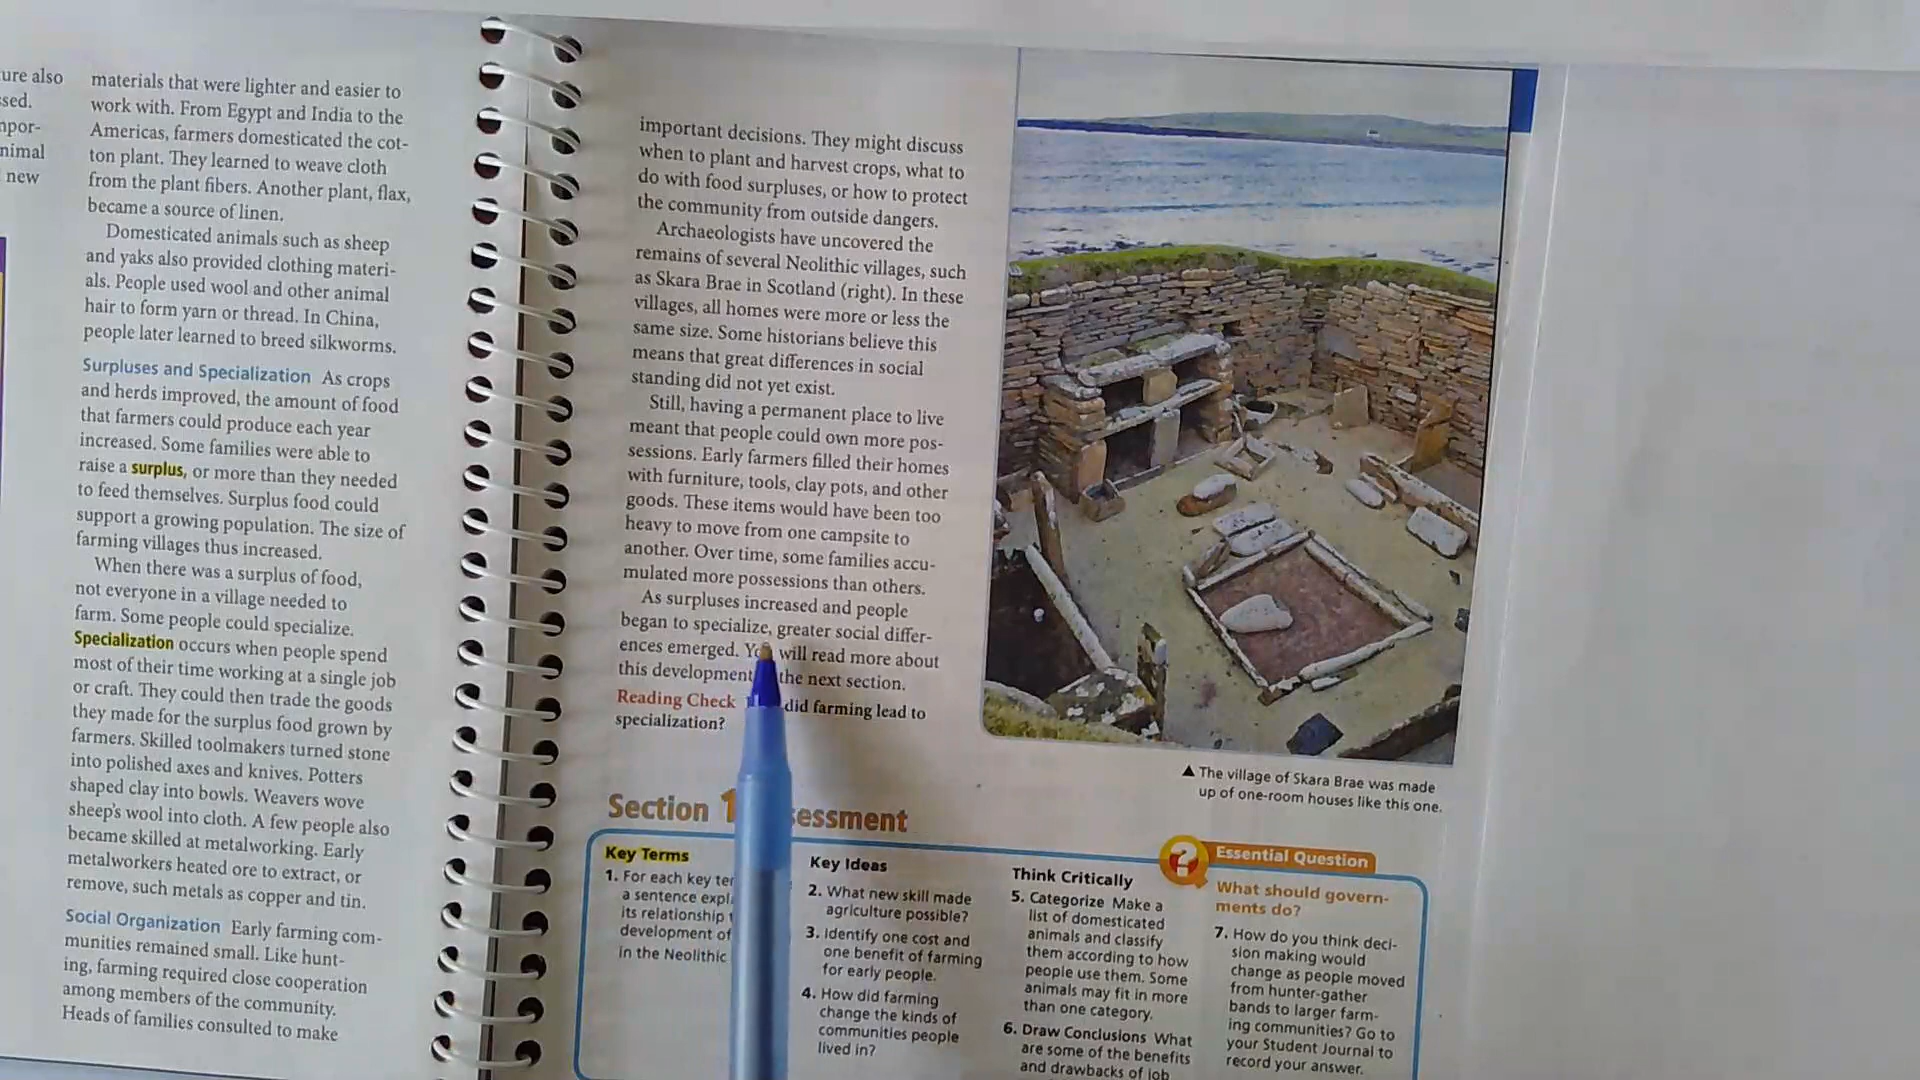 ure also
ssed.
mpor-
nimal
new
materials that were lighter and easier to
work with. From Egypt and India to the
Americas, farmers domesticated the cot-
ton plant. They learned to weave cloth
from the plant fibers. Another plant, flax,
became a source of linen.
Domesticated animals such as sheep
and yaks also provided clothing materi-
als. People used wool and other animal
hair to form yarn or thread. In China,
people later learned to breed silkworms.
Surpluses and Specialization As crops
and herds improved, the amount of food
that farmers could produce each year
increased. Some families were able to
raise a surplus, or more than they needed
to feed themselves. Surplus food could
support a growing population. The size of
farming villages thus increased.
When there was a surplus of food,
not everyone in a village needed to
farm. Some people could specialize.
Specialization occurs when people spend
most of their time working at a single job
or craft. They could then trade the goods
they made for the surplus food grown by
farmers. Skilled toolmakers turned stone
into polished axes and knives. Potters
shaped clay into bowls. Weavers wove
sheep's wool into cloth. A few people also
became skilled at metalworking. Early
metalworkers heated ore to extract, or
remove, such metals as copper and tin.
Social Organization Early farming com-
munities remained small. Like hunt-
ing, farming required close cooperation
among members of the community.
Heads of families consulted to make
important decisions. They might discuss
when to plant and harvest crops, what to
do with food surpluses, or how to protect
the community from outside dangers.
Archaeologists have uncovered the
remains of several Neolithic villages, such
as Skara Brae in Scotland (right). In these
villages, all homes were more or less the
same size. Some historians believe this
means that great differences in social
standing did not yet exist.
Still, having a permanent place to live
meant that people could own more pos-
sessions. Early farmers filled their homes
with furniture, tools, clay pots, and other
goods. These items would have been too
heavy to move from one campsite to
another. Over time, some families accu-
mulated more possessions than others.
As surpluses increased and people
began to specialize, greater social differ-
ences emerged. You will read more about
this development the next section.
Reading Check did farming lead to
specialization?
▲ The village of Skara Brae was made
up of one-room houses like this one.
Section 1 essment
Key Terms
1. For each key ter
a sentence expl
its relationship
development of
in the Neolithic
Key Ideas
2. What new skill made
agriculture possible?
3. Identify one cost and
one benefit of farming
for early people.
4. How did farming
change the kinds of
communities people
lived in?
Think Critically
5. Categorize Make a
list of domesticated
animals and classify
them according to how
people use them. Some
animals may fit in more
than one category.
6. Draw Conclusions What
are some of the benefits
and drawbacks of job
? Essential Question
What should govern-
ments do?
7. How do you think deci-
sion making would
change as people moved
from hunter-gather
bands to larger farm-
ing communities? Go to
your Student Journal to
record your answer.